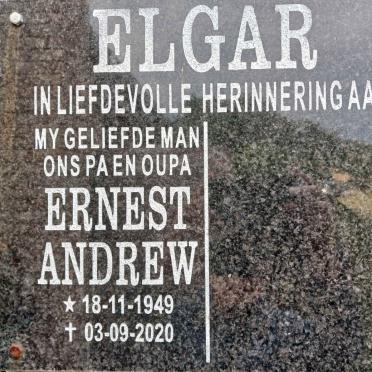 ELGAR
IN LIEFDEVOLLE HERINNERING AA
MY GELIEFDE MAN
ONS PA EN OUPA
ERNEST
ANDREW
★ 18-11-1949
✝ 03-09-2020